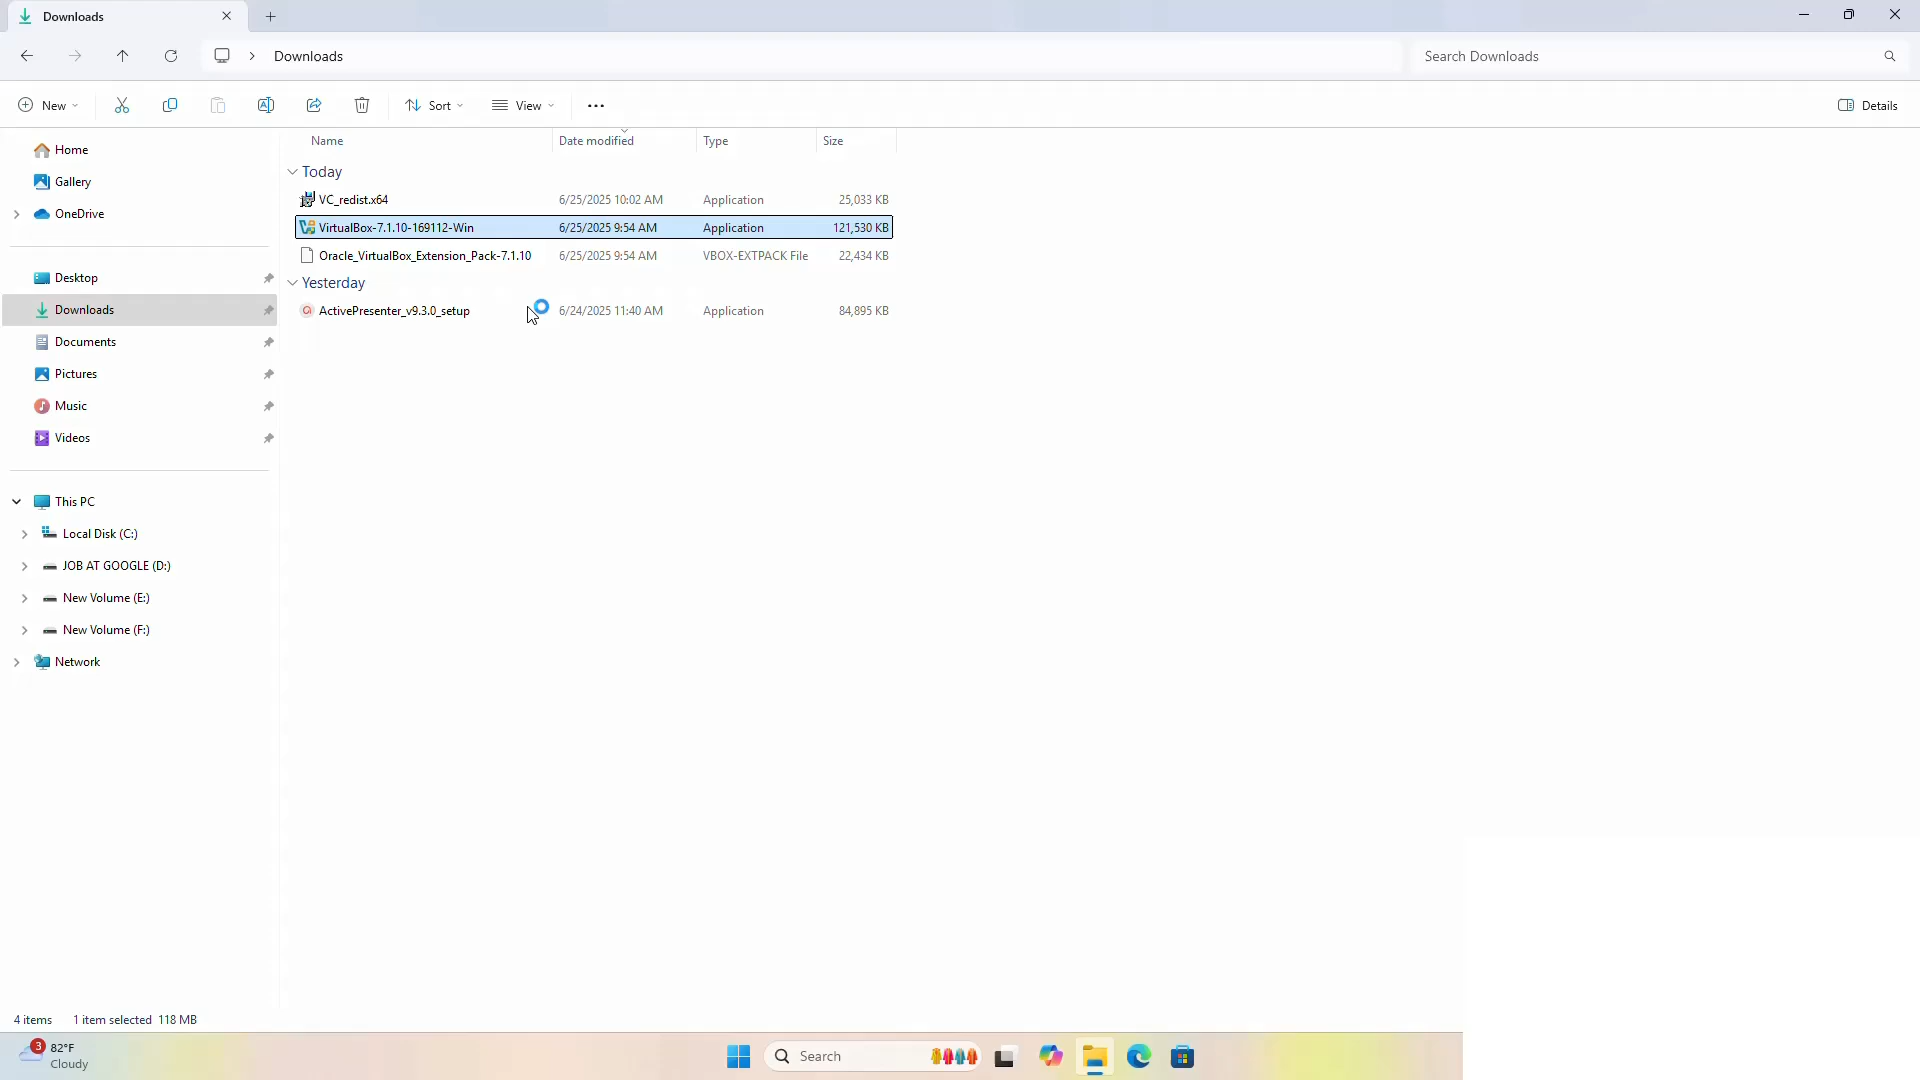 Downloads
Downloads
Search Downloads
New
Sort
View
Details
Name Date modified Type Size
Home
Gallery
OneDrive
Desktop
Downloads
Documents
Pictures
Music
Videos
This PC
Local Disk (C:)
JOB AT GOOGLE (D:)
New Volume (E:)
New Volume (F:)
Network
Today
VC_redist.x64 6/25/2025 10:02 AM Application 25,033 KB
VirtualBox-7.1.10-169112-Win 6/25/2025 9:54 AM Application 121,530 KB
Oracle_VirtualBox_Extension_Pack-7.1.10 6/25/2025 9:54 AM VBOX-EXTPACK File 22,434 KB
Yesterday
ActivePresenter_v9.3.0_setup 6/24/2025 11:40 AM Application 84,895 KB
4 items 1 item selected 118 MB
3 82°F
Cloudy
Search